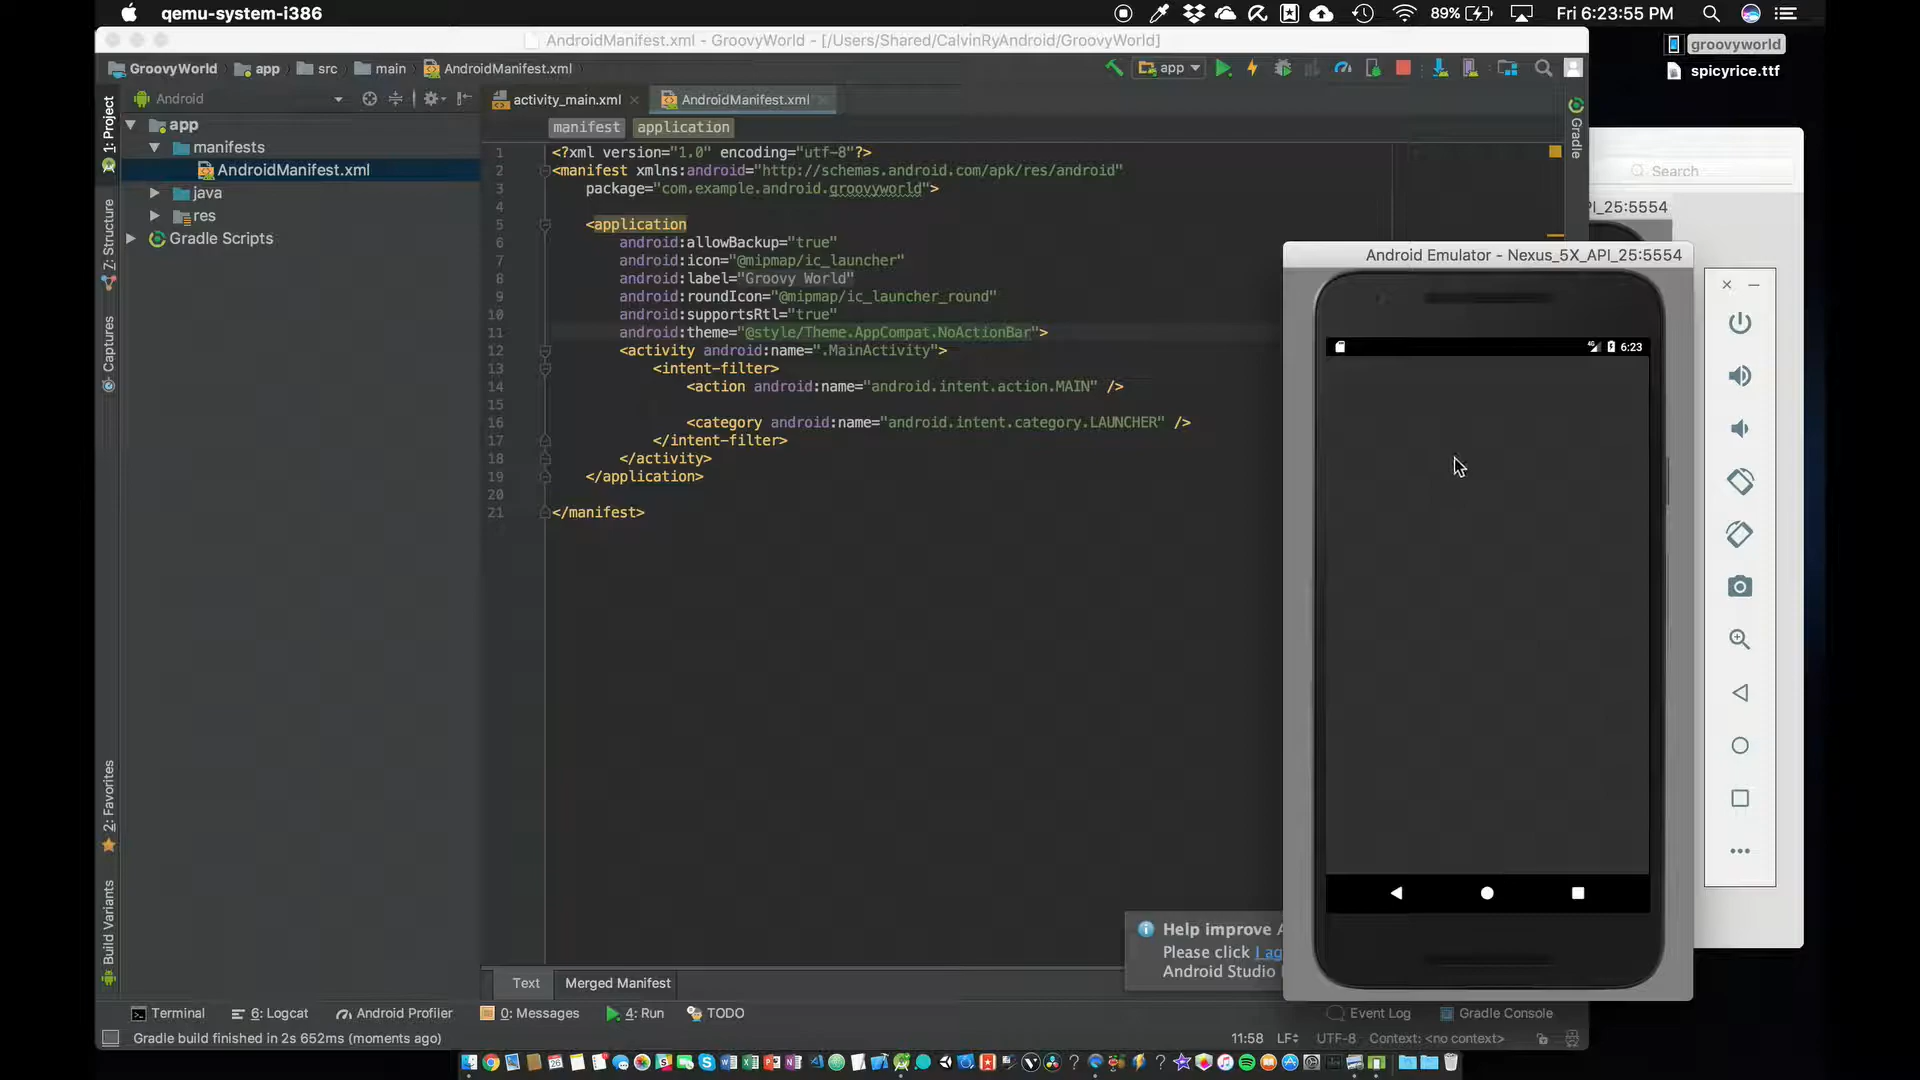 qemu-system-i386
89%
Fri 6:23:55 PM
AndroidManifest.xml - GroovyWorld - [/Users/Shared/CalvinRyAndroid/GroovyWorld]
groovyworld
spicyrice.ttf
GroovyWorld
app
src
main
AndroidManifest.xml
app
Android
activity_main.xml
AndroidManifest.xml
manifest
application
1: Project
Z: Structure
Captures
2: Favorites
Build Variants
Gradle
app
manifests
AndroidManifest.xml
java
res
Gradle Scripts
1 <?xml version="1.0" encoding="utf-8"?>
2 <manifest xmlns:android="http://schemas.android.com/apk/res/android"
3 package="com.example.android.groovyworld">
4
5 <application
6 android:allowBackup="true"
7 android:icon="@mipmap/ic_launcher"
8 android:label="Groovy World"
9 android:roundIcon="@mipmap/ic_launcher_round"
10 android:supportsRtl="true"
11 android:theme="@style/Theme.AppCompat.NoActionBar">
12 <activity android:name=".MainActivity">
13 <intent-filter>
14 <action android:name="android.intent.action.MAIN" />
15
16 <category android:name="android.intent.category.LAUNCHER" />
17 </intent-filter>
18 </activity>
19 </application>
20
21 </manifest>
Search
PI_25:5554
Android Emulator - Nexus_5X_API_25:5554
6:23
Help improve A
Please click I ag
Android Studio
Text
Merged Manifest
Terminal
6: Logcat
Android Profiler
0: Messages
4: Run
TODO
Event Log
Gradle Console
Gradle build finished in 2s 652ms (moments ago)
11:58
LF
UTF-8
Context: <no context>